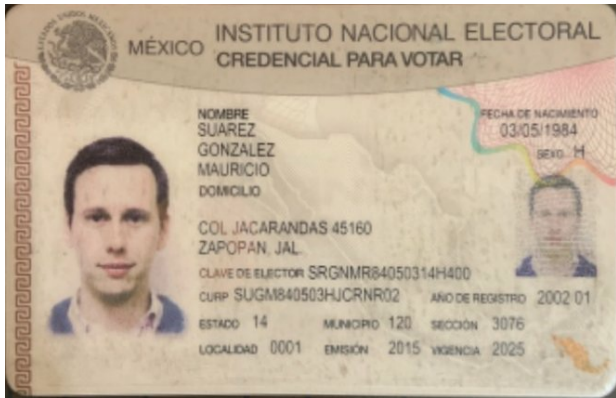 MÉXICO INSTITUTO NACIONAL ELECTORAL
CREDENCIAL PARA VOTAR
NOMBRE
SUAREZ
GONZALEZ
MAURICIO
FECHA DE NACIMIENTO
03/05/1984
SEXO H
DOMICILIO
COL JACARANDAS 45160
ZAPOPAN, JAL.
CLAVE DE ELECTOR SRGNMR84050314H400
CURP SUGM840503HJCRNR02 AÑO DE REGISTRO 2002 01
ESTADO 14 MUNICIPIO 120 SECCIÓN 3076
LOCALIDAD 0001 EMISIÓN 2015 VIGENCIA 2025